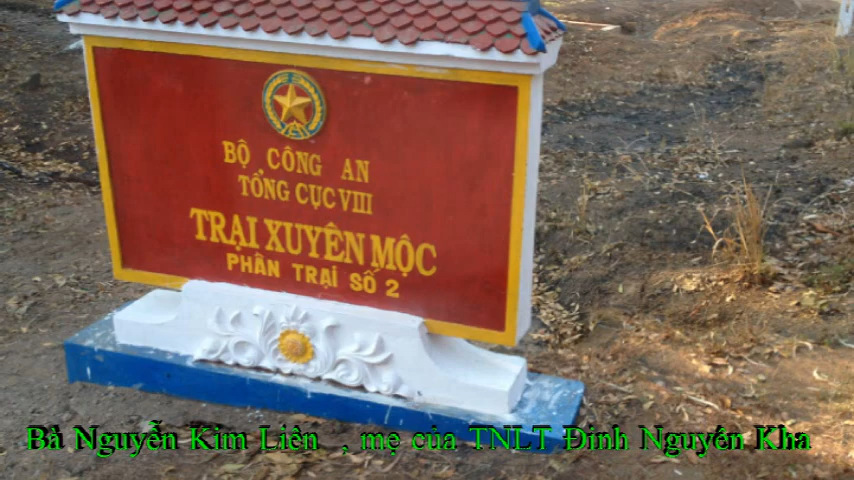 BỘ CÔNG AN
TỔNG CỤC VIII
TRẠI XUYÊN MỘC
PHÂN TRẠI SỐ 2
Bà Nguyễn Kim Liên , mẹ của TNLT Đinh Nguyên Kha